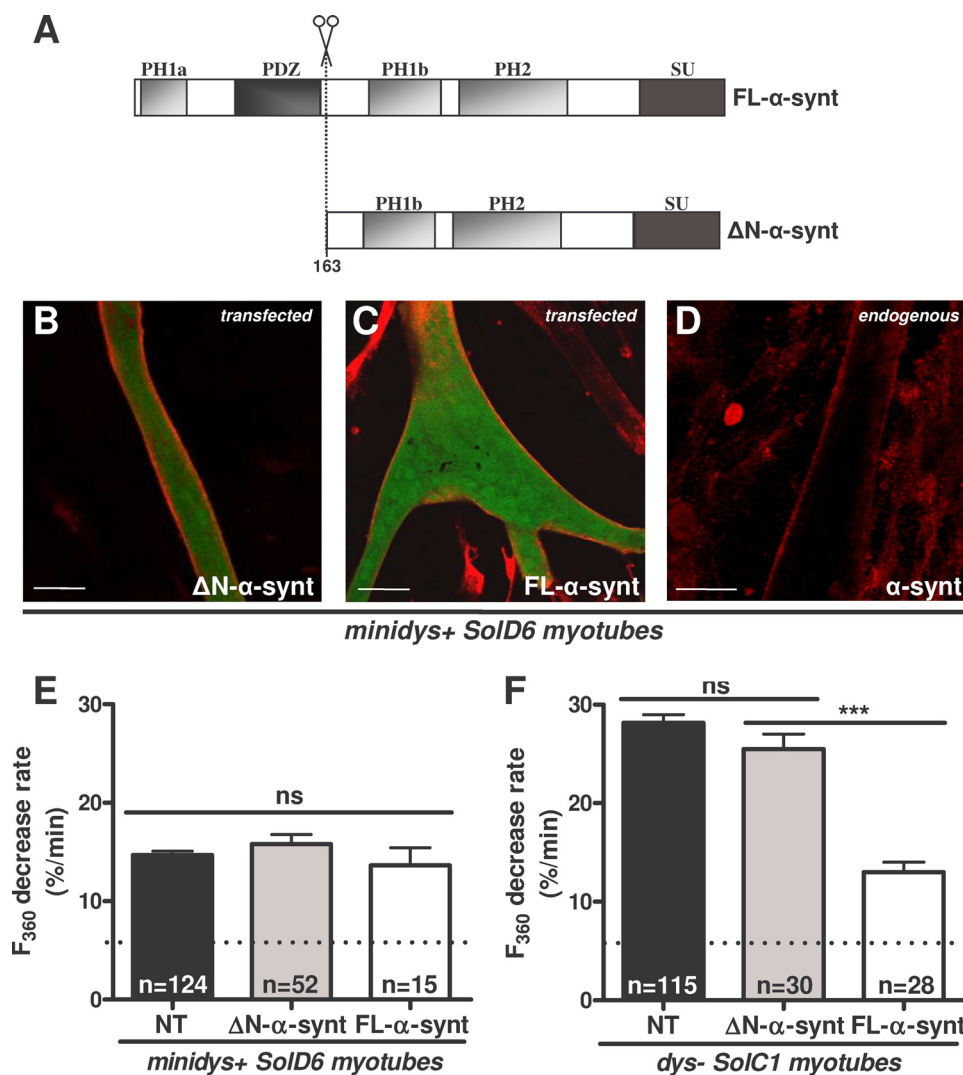 A
PH1a PDZ PH1b PH2 SU
FL-α-synt
PH1b PH2 SU
ΔN-α-synt
163
B transfected
ΔN-α-synt
C transfected
FL-α-synt
D endogenous
α-synt
minidys+ SolD6 myotubes
E
F360 decrease rate
(%/min)
30
20
10
0
ns
n=124 n=52 n=15
NT ΔN-α-synt FL-α-synt
minidys+ SolD6 myotubes
F
F360 decrease rate
(%/min)
30
20
10
0
ns
***
n=115 n=30 n=28
NT ΔN-α-synt FL-α-synt
dys- SolC1 myotubes